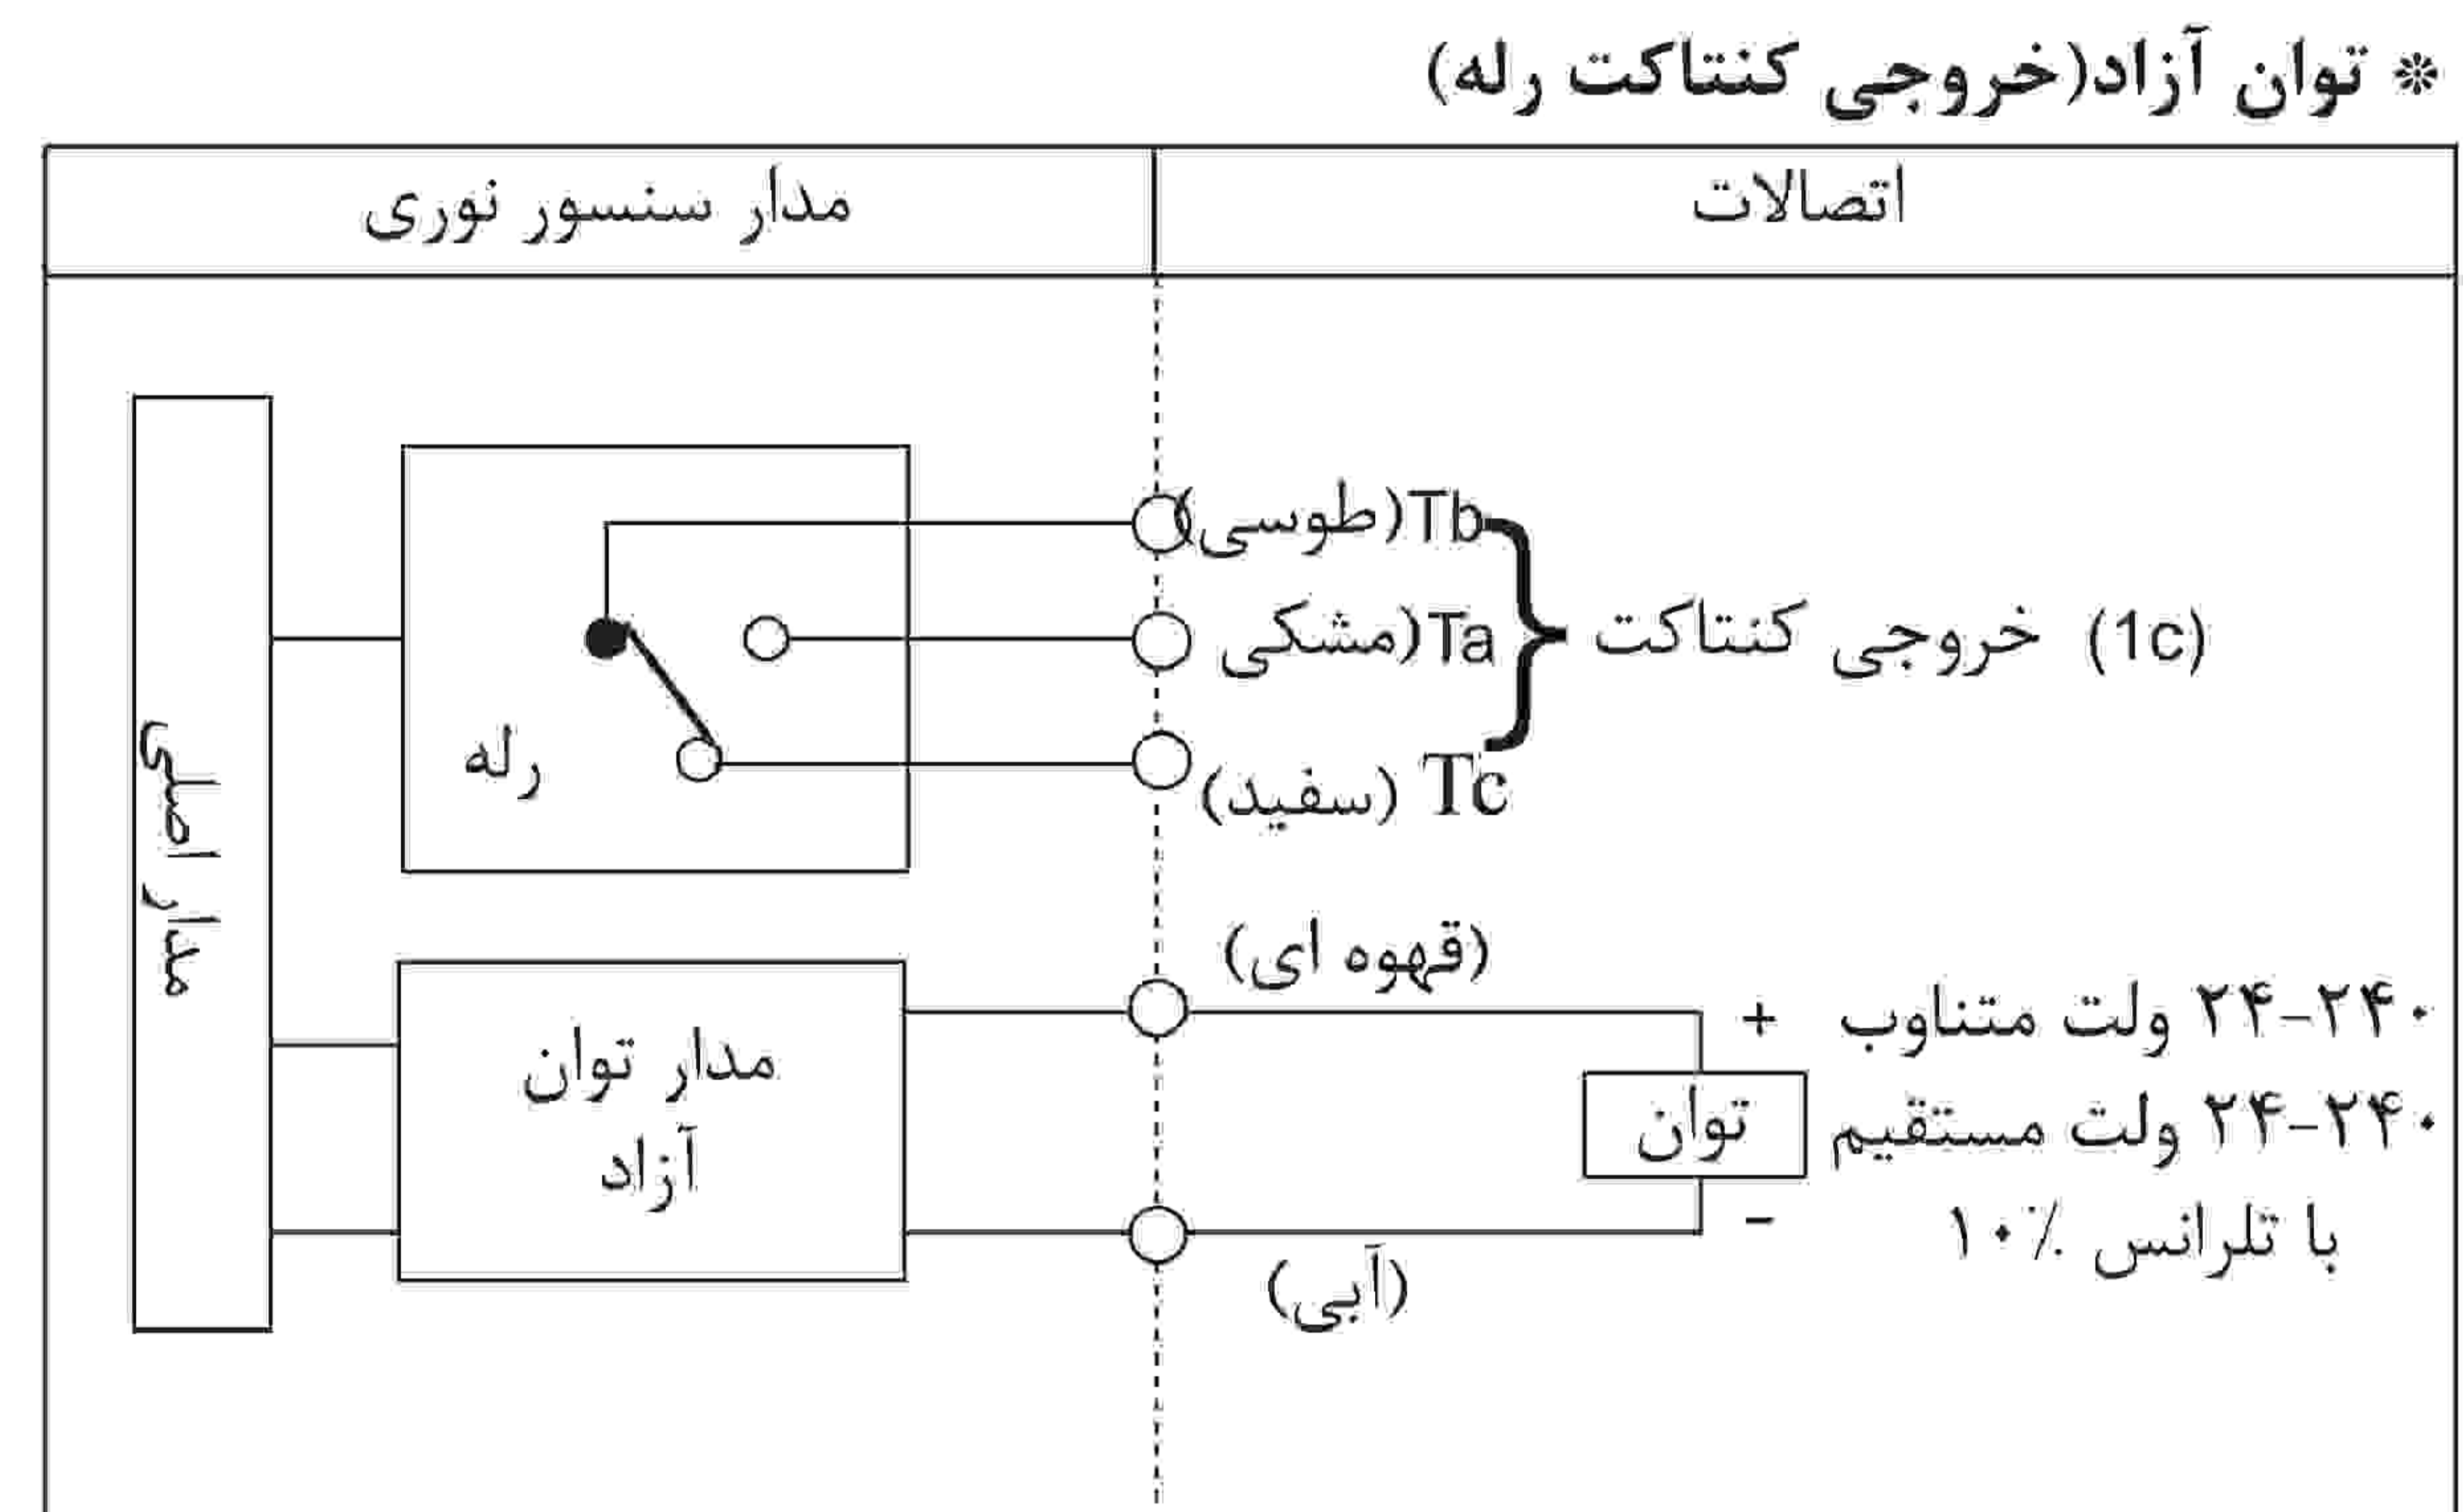 * توان آزاد(خروجی کنتاکت رله)
اتصالات
مدار سنسور نوری
Tb(طوسی)
Ta(مشکی
خروجی کنتاکت (1c)
Tc (سفید)
رله
مدار اصلی
(قهوه ای)
+ ۲۴-۲۴۰ ولت متناوب
توان
۲۴-۲۴۰ ولت مستقیم
- با تلرانس ۱۰٪
(آبی)
مدار توان
آزاد